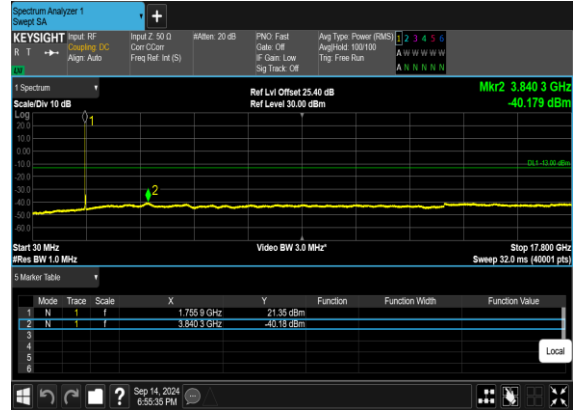 Spectrum Analyzer 1
Swept SA
+
KEYSIGHT Input: RF Input Z: 50 Ω #Atten: 20 dB PNO: Fast Avg Type: Power (RMS) 1 2 3 4 5 6
R T Coupling: DC Corr CCorr Gate: Off Avg|Hold: 100/100 A W W W W W
Align: Auto Freq Ref: Int (S) IF Gain: Low Trig: Free Run
Sig Track: Off A N N N N N
1 Spectrum Ref Lvl Offset 25.40 dB Mkr2 3.840 3 GHz
Scale/Div 10 dB Ref Level 30.00 dBm -40.179 dBm
Log
20.0
10.0
0.00
-10.0
-20.0
-30.0
-40.0
-50.0
-60.0
1
2
DL1 -13.00 dBm
Start 30 MHz Video BW 3.0 MHz* Stop 17.800 GHz
#Res BW 1.0 MHz Sweep 32.0 ms (40001 pts)
5 Marker Table
Mode Trace Scale X Y Function Function Width Function Value
1 N 1 f 1.755 9 GHz 21.35 dBm
2 N 1 f 3.840 3 GHz -40.18 dBm
3
4
5
6
Local
? Sep 14, 2024
6:55:35 PM